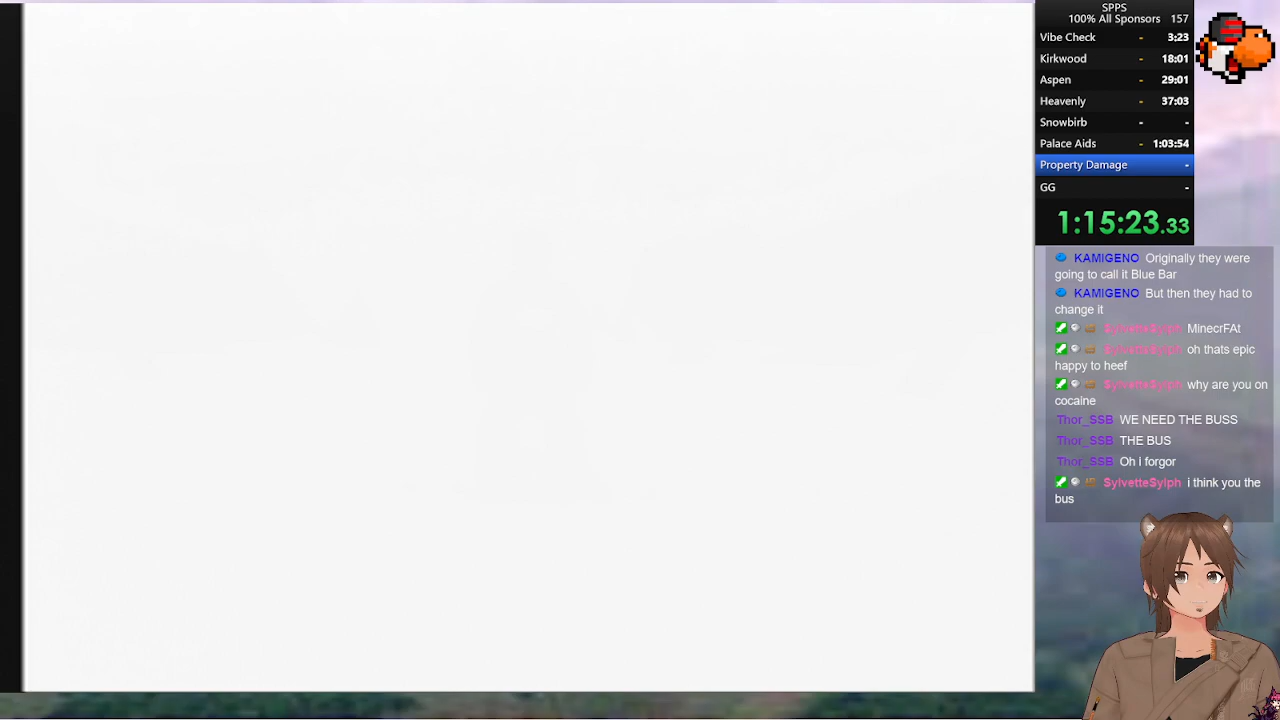 SPPS
100% All Sponsors 157
Vibe Check - 3:23
Kirkwood - 18:01
Aspen - 29:01
Heavenly - 37:03
Snowbirb - -
Palace Aids - 1:03:54
Property Damage -
GG -
1:15:23.33
KAMIGENO Originally they were
going to call it Blue Bar
KAMIGENO But then they had to
change it
SylvetteSylph MinecrFAt
SylvetteSylph oh thats epic
happy to heef
SylvetteSylph why are you on
cocaine
Thor_SSB WE NEED THE BUSS
Thor_SSB THE BUS
Thor_SSB Oh i forgor
SylvetteSylph i think you the
bus